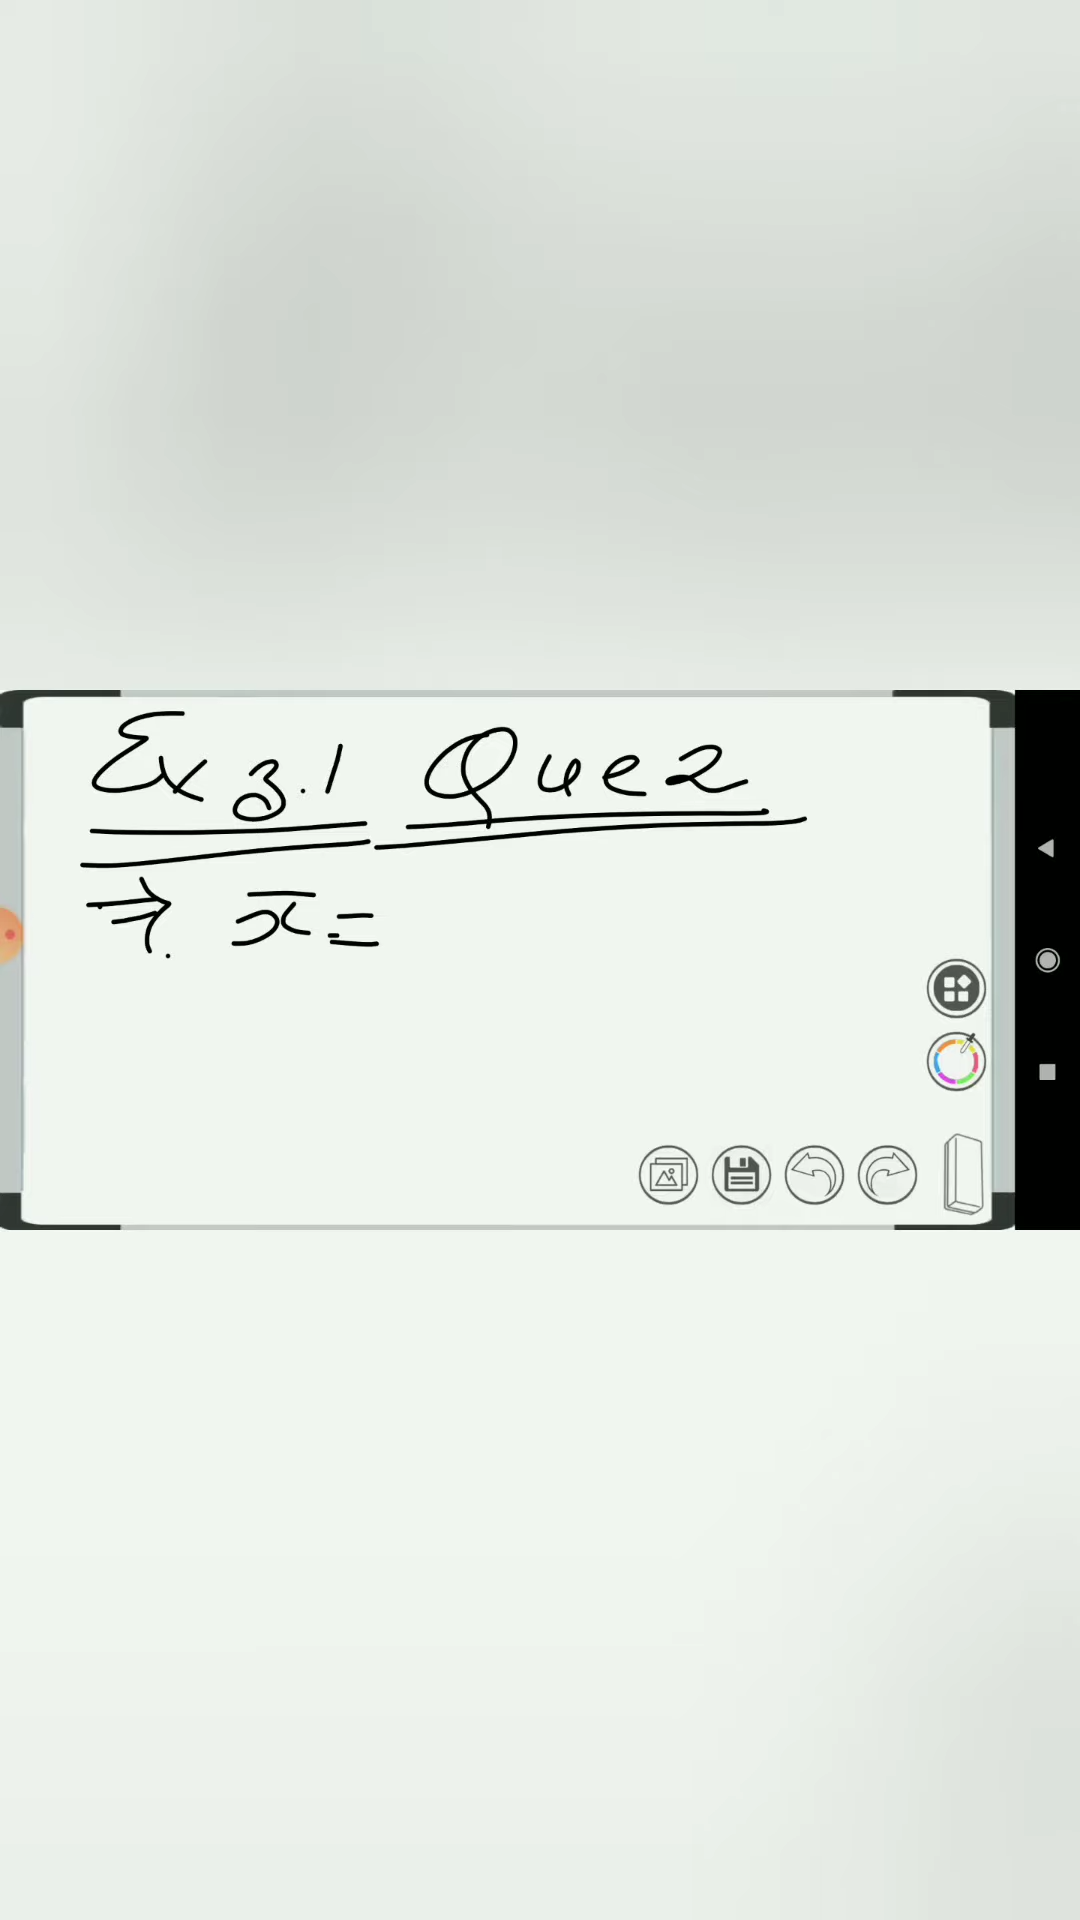 Ex 3.1 Que 2
⇒ x̄ =